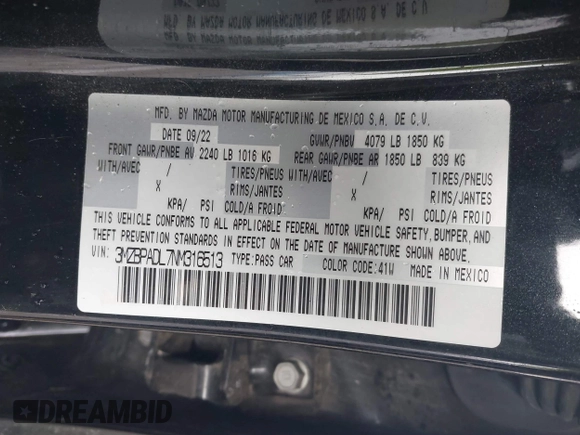 MFD. BY MAZDA MOTOR MANUFACTURING DE MEXICO S.A. DE C.V.
DATE 09/22 GVWR/PNBV 4079 LB 1850 KG
FRONT GAWR/PNBE AV 2240 LB 1016 KG REAR GAWR/PNBE AR 1850 LB 839 KG
WITH/AVEC / TIRES/PNEUS WITH/AVEC / TIRES/PNEUS
X RIMS/JANTES X RIMS/JANTES
KPA/ PSI COLD/A FROID KPA/ PSI COLD/A FROID
THIS VEHICLE CONFORMS TO ALL APPLICABLE FEDERAL MOTOR VEHICLE SAFETY, BUMPER, AND
THEFT PREVENTION STANDARDS IN EFFECT ON THE DATE OF MANUFACTURE SHOWN ABOVE.
VIN: 3MZBPADL7NM316513 TYPE:PASS CAR COLOR CODE:41W MADE IN MEXICO
DREAMBID